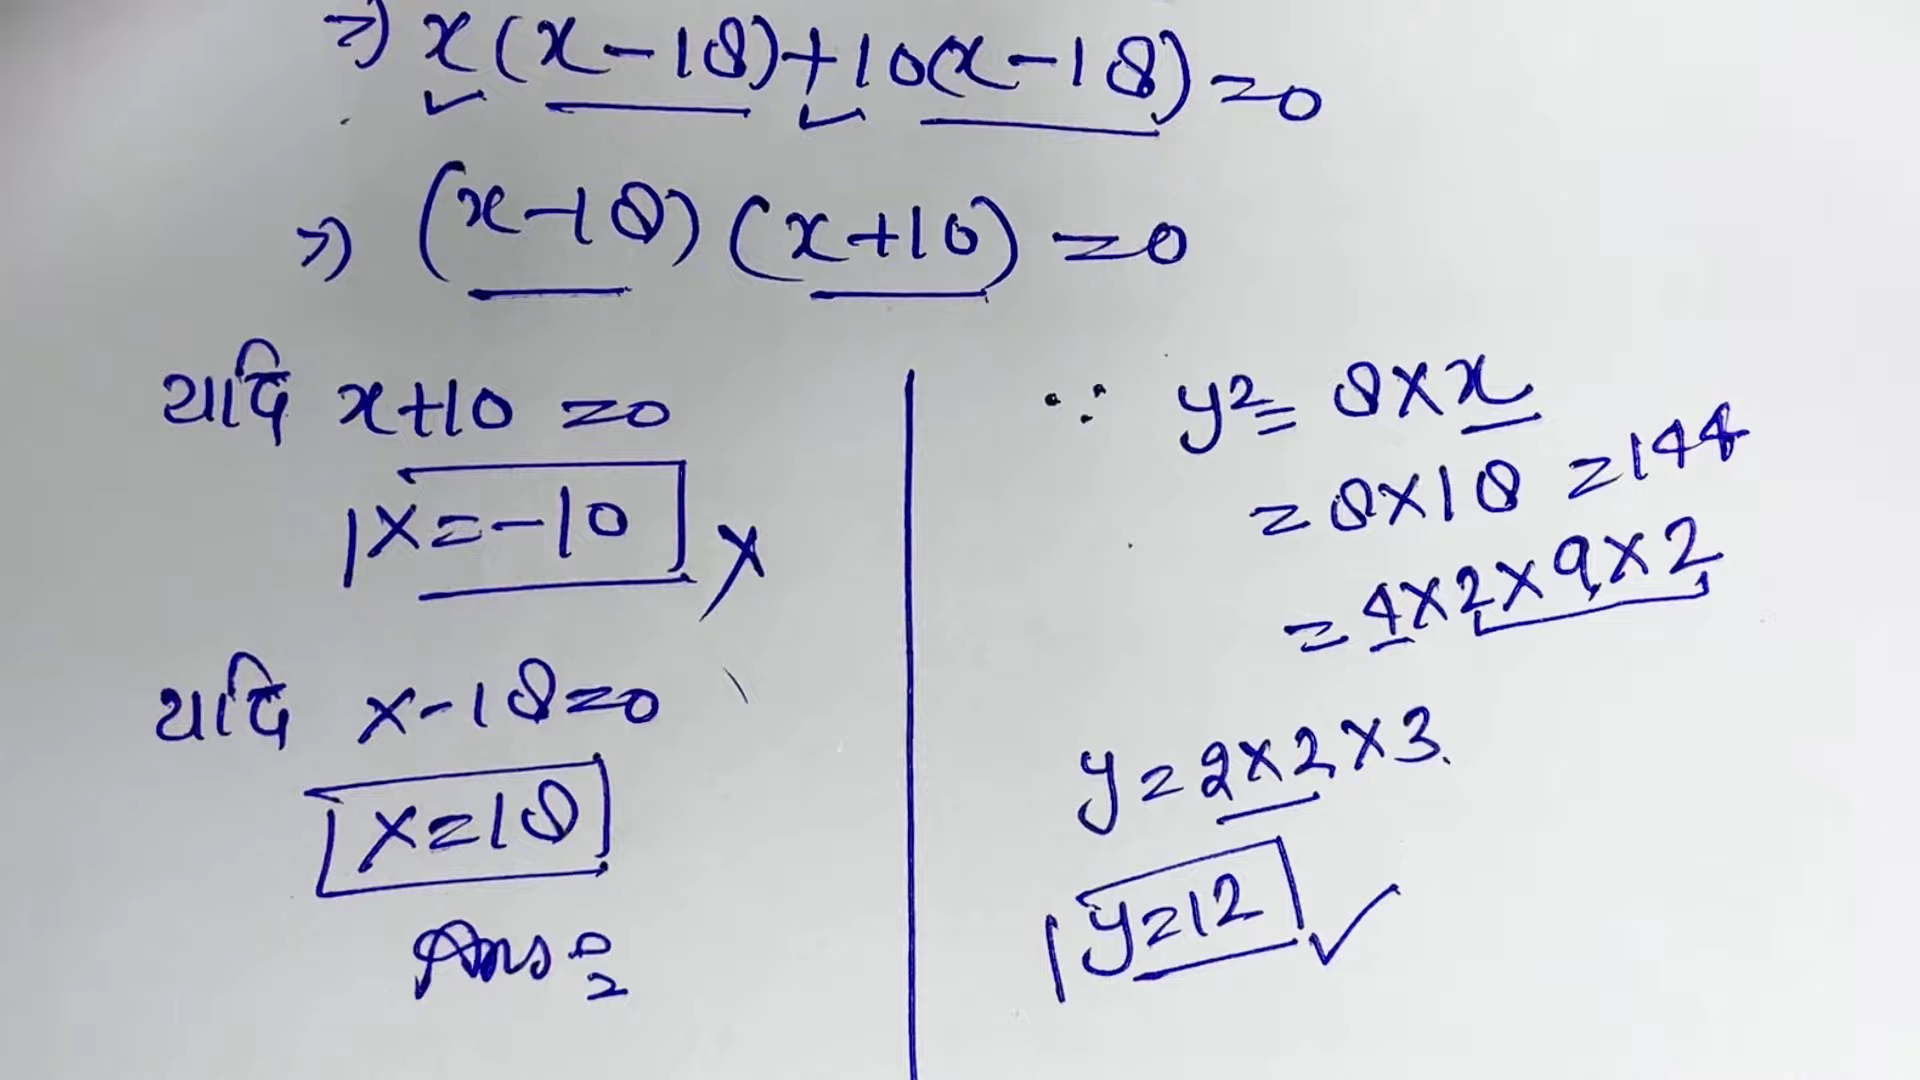 ⇒ x(x-18)+10(x-18)=0
⇒ (x-18)(x+10)=0
यदि x+10=0
x=-10 ×
यदि x-18=0
x=18
Ans
∵ y²=8×x
=8×18=144
=4×2×9×2
y=2×2×3
y=12 ✓